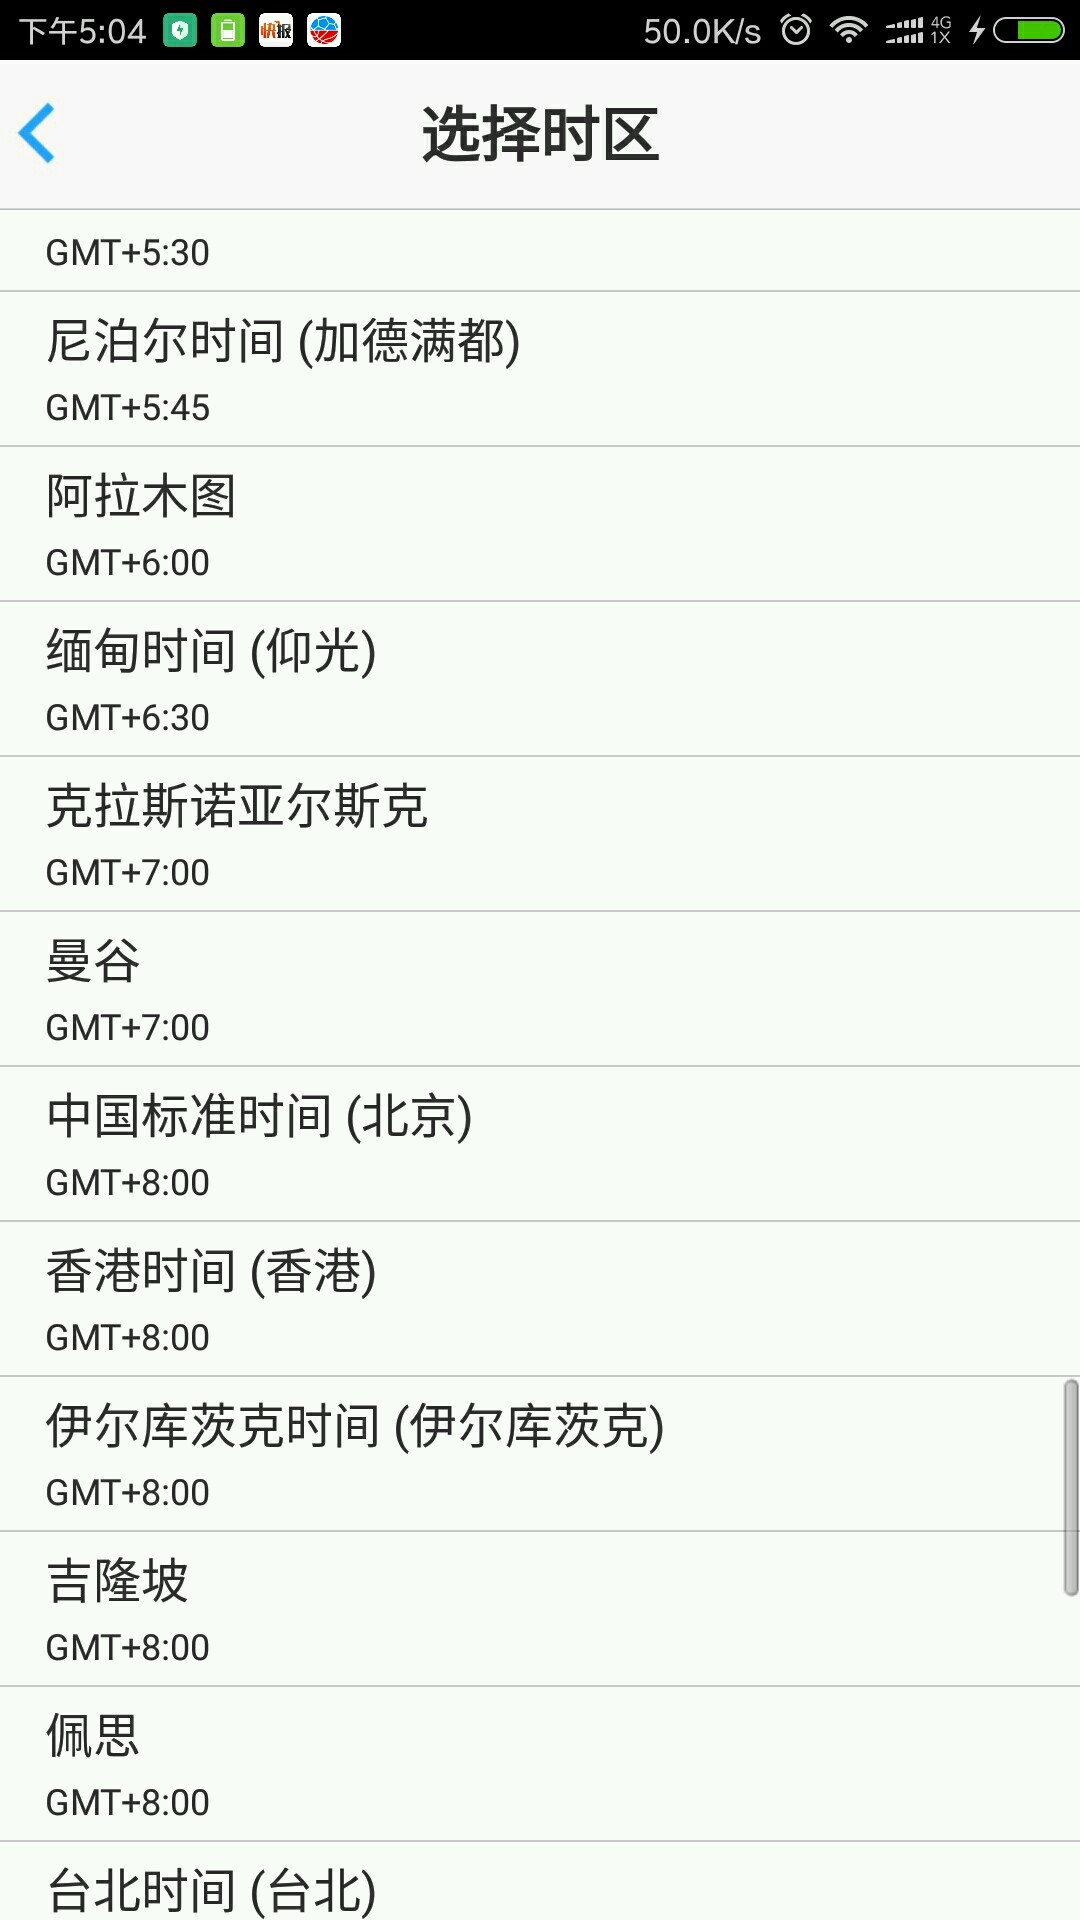 下午5:04 快报 50.0K/s 4G 1X
选择时区
GMT+5:30
尼泊尔时间 (加德满都)
GMT+5:45
阿拉木图
GMT+6:00
缅甸时间 (仰光)
GMT+6:30
克拉斯诺亚尔斯克
GMT+7:00
曼谷
GMT+7:00
中国标准时间 (北京)
GMT+8:00
香港时间 (香港)
GMT+8:00
伊尔库茨克时间 (伊尔库茨克)
GMT+8:00
吉隆坡
GMT+8:00
佩思
GMT+8:00
台北时间 (台北)